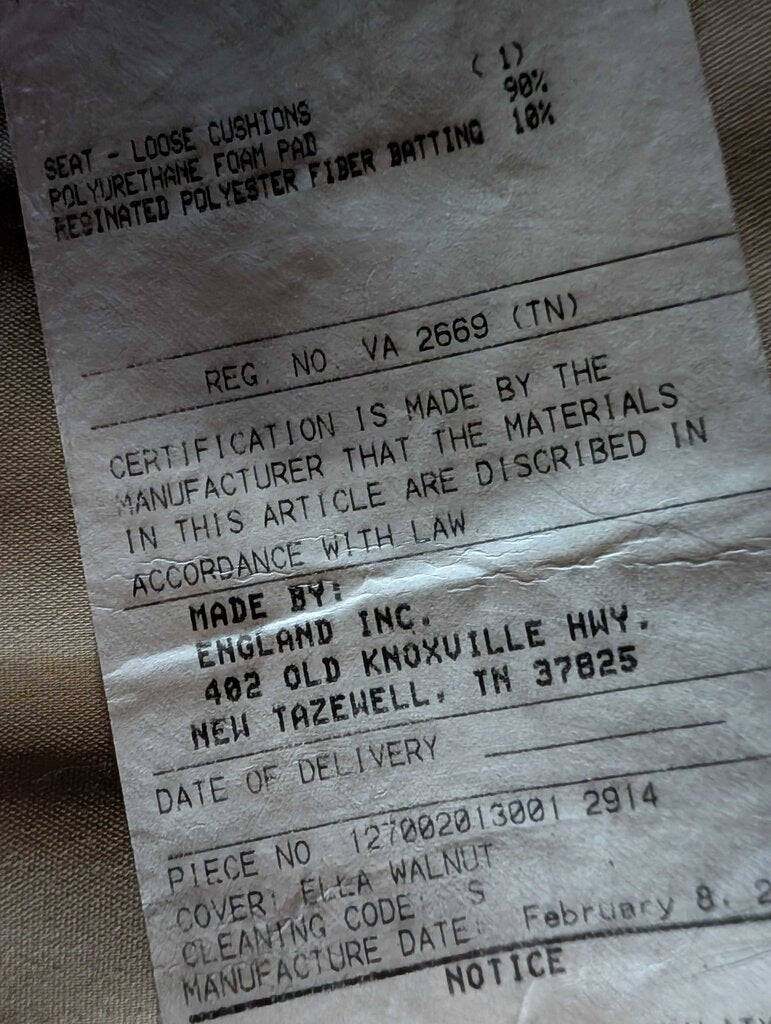 ( 1)
SEAT - LOOSE CUSHIONS
POLYURETHANE FOAM PAD 90%
RESINATED POLYESTER FIBER BATTING 10%
REG. NO. VA 2669 (TN)
CERTIFICATION IS MADE BY THE
MANUFACTURER THAT THE MATERIALS
IN THIS ARTICLE ARE DISCRIBED IN
ACCORDANCE WITH LAW
MADE BY:
ENGLAND INC.
402 OLD KNOXVILLE HWY.
NEW TAZEWELL, TN 37825
DATE OF DELIVERY
PIECE NO 127002013001 2914
COVER: ELLA WALNUT
CLEANING CODE: S
MANUFACTURE DATE: February 8, 2
NOTICE